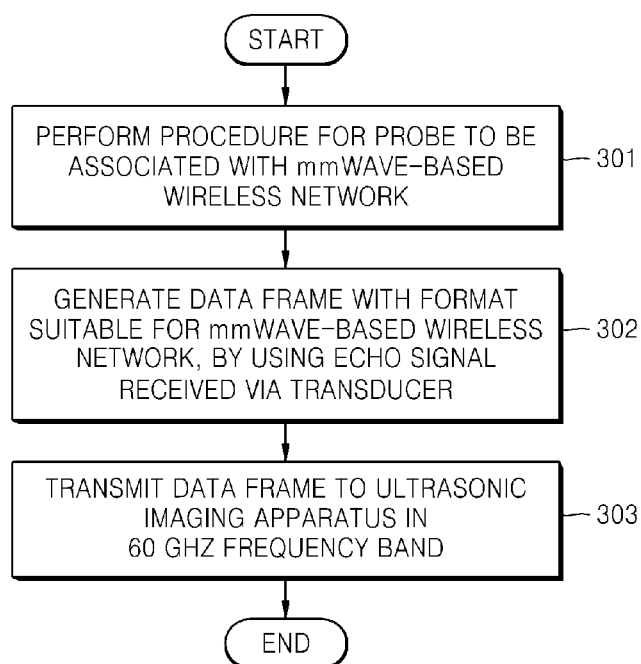 START
PERFORM PROCEDURE FOR PROBE TO BE
ASSOCIATED WITH mmWAVE-BASED
WIRELESS NETWORK
301
GENERATE DATA FRAME WITH FORMAT
SUITABLE FOR mmWAVE-BASED WIRELESS
NETWORK, BY USING ECHO SIGNAL
RECEIVED VIA TRANSDUCER
302
TRANSMIT DATA FRAME TO ULTRASONIC
IMAGING APPARATUS IN
60 GHZ FREQUENCY BAND
303
END